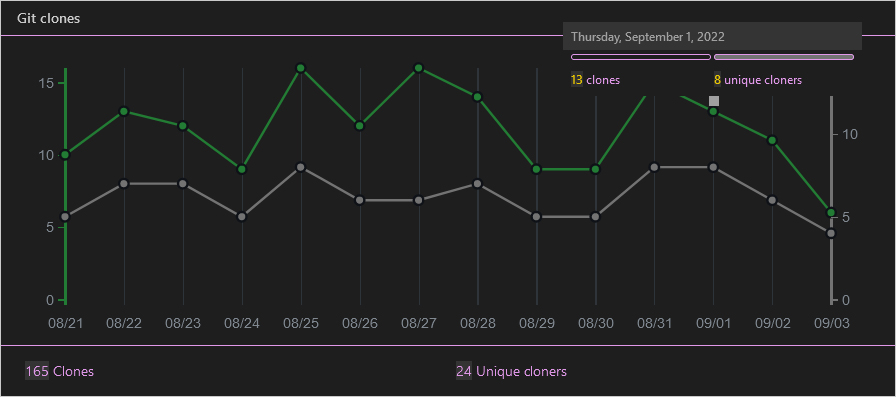 Git clones
Thursday, September 1, 2022
13 clones
8 unique cloners
15
10
5
0
10
5
0
08/21 08/22 08/23 08/24 08/25 08/26 08/27 08/28 08/29 08/30 08/31 09/01 09/02 09/03
165 Clones
24 Unique cloners